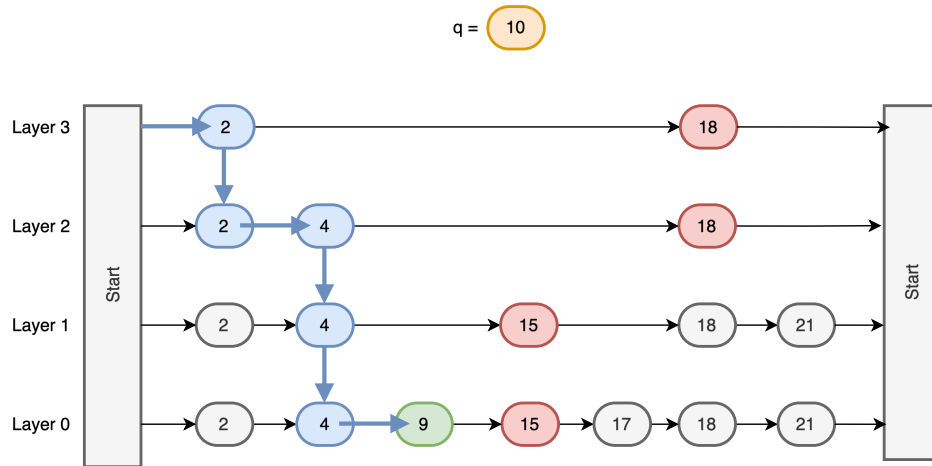 q = 10
Layer 3 2 18
Layer 2 2 4 18
Start
Start
Layer 1 2 4 15 18 21
Layer 0 2 4 9 15 17 18 21